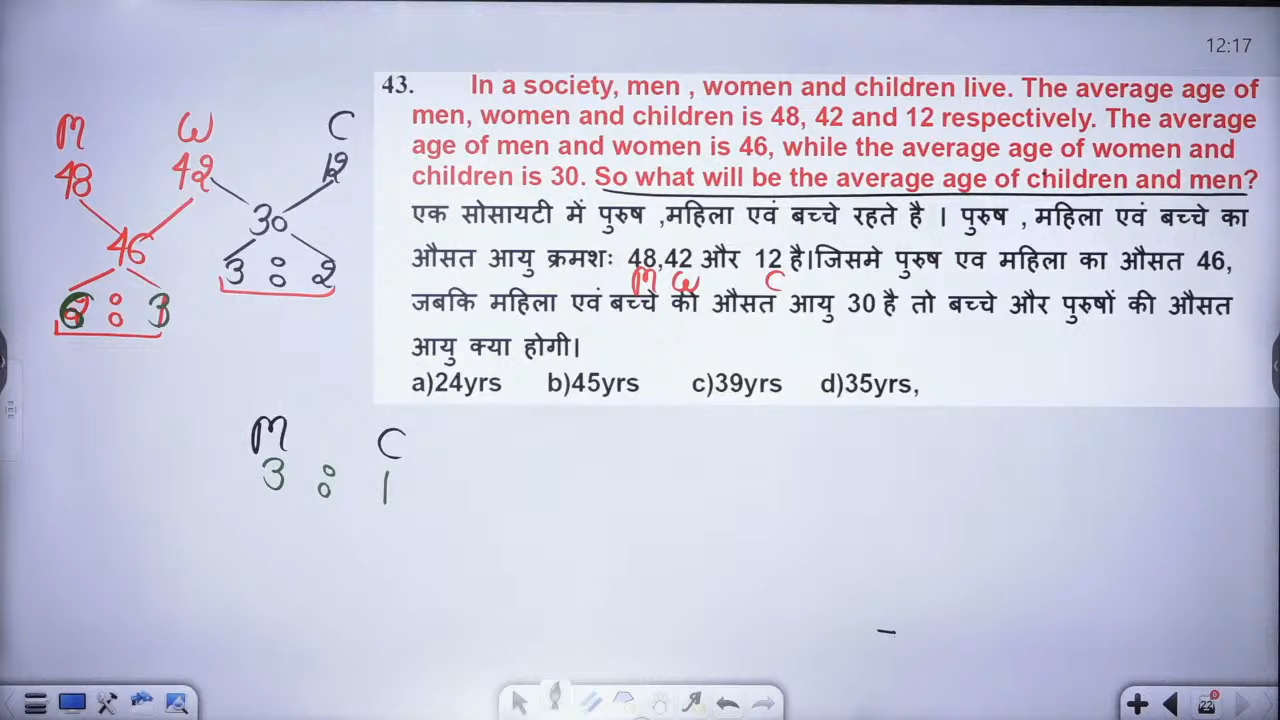 12:17
43. In a society, men , women and children live. The average age of
men, women and children is 48, 42 and 12 respectively. The average
age of men and women is 46, while the average age of women and
children is 30. So what will be the average age of children and men?
एक सोसायटी में पुरुष ,महिला एवं बच्चे रहते है । पुरुष , महिला एवं बच्चे का
औसत आयु क्रमशः 48,42 और 12 है।जिसमे पुरुष एव महिला का औसत 46,
M W C
जबकि महिला एवं बच्चे की औसत आयु 30 है तो बच्चे और पुरुषों की औसत
आयु क्या होगी।
a)24yrs b)45yrs c)39yrs d)35yrs,
M W C
48 42 12
46 30
3 : 2
: 
M C
3 : 1
22